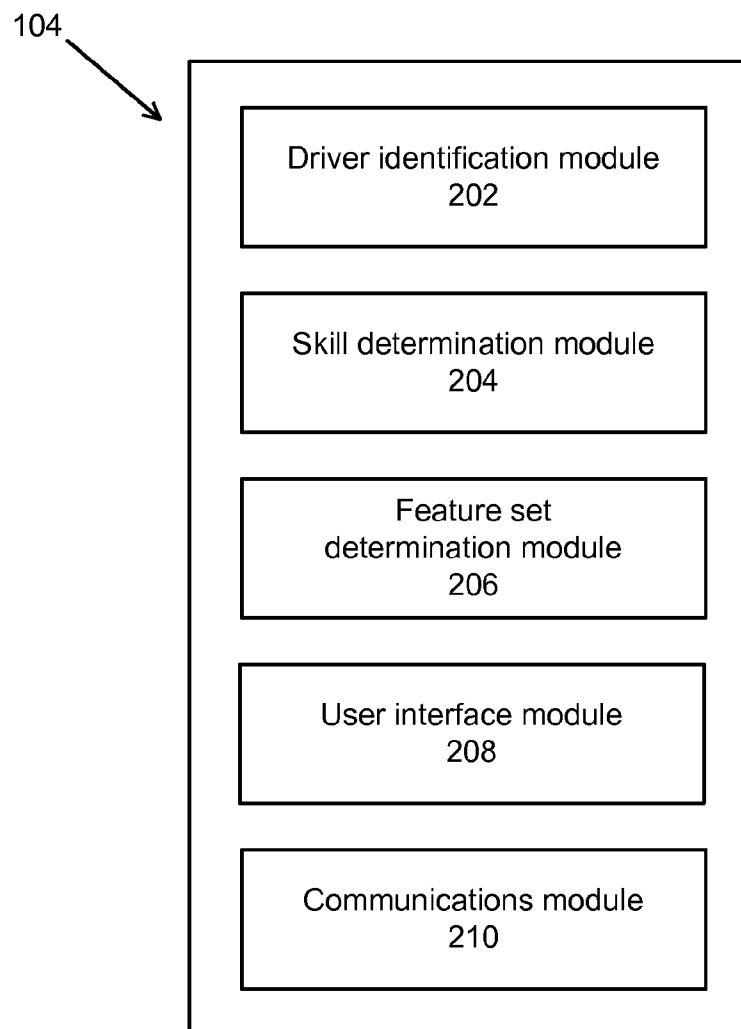 104
Driver identification module
202
Skill determination module
204
Feature set
determination module
206
User interface module
208
Communications module
210